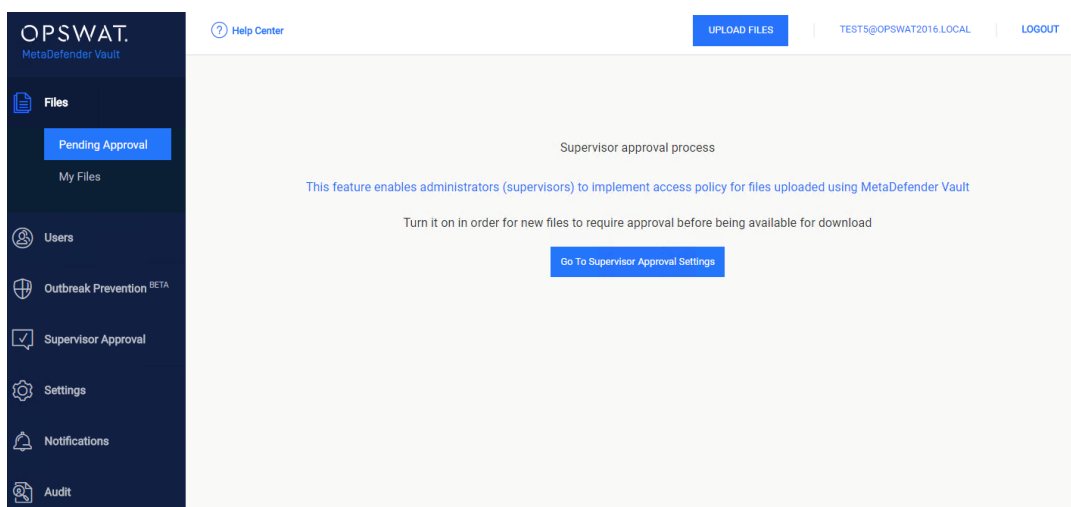 OPSWAT.
MetaDefender Vault
? Help Center
UPLOAD FILES
TEST5@OPSWAT2016.LOCAL
LOGOUT
Files
Pending Approval
My Files
Users
Outbreak Prevention BETA
Supervisor Approval
Settings
Notifications
Audit
Supervisor approval process
This feature enables administrators (supervisors) to implement access policy for files uploaded using MetaDefender Vault
Turn it on in order for new files to require approval before being available for download
Go To Supervisor Approval Settings